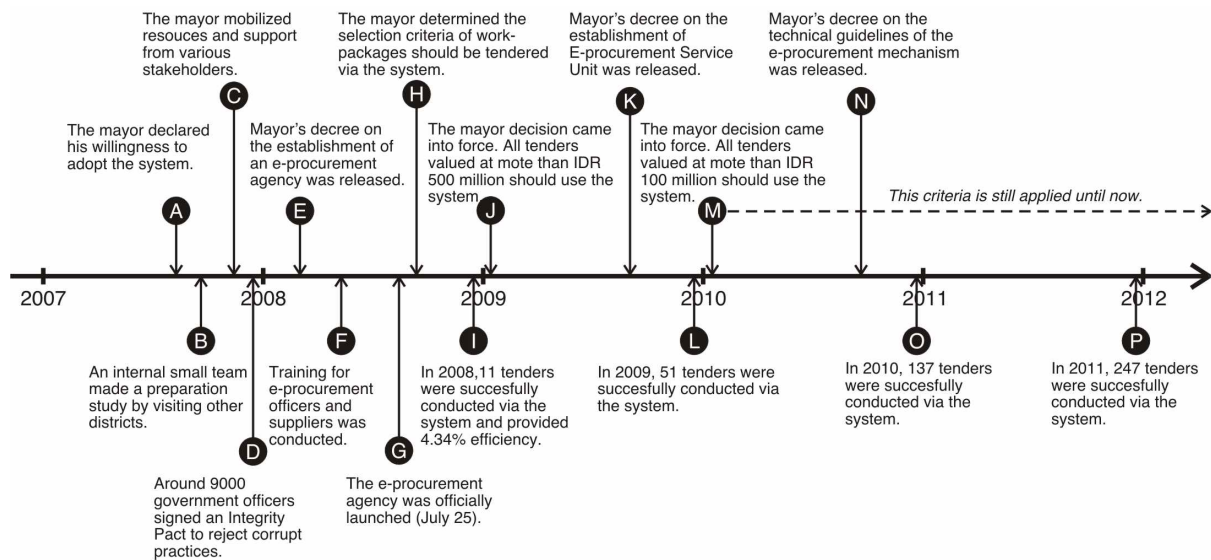 The mayor mobilized
resouces and support
from various
stakeholders.
C
The mayor determined the
selection criteria of work-
packages should be tendered
via the system.
H
Mayor’s decree on the
establishment of
E-procurement Service
Unit was released.
K
Mayor’s decree on the
technical guidelines of the
e-procurement mechanism
was released.
N
The mayor declared
his willingness to
adopt the system.
A
Mayor’s decree on
the establishment of
an e-procurement
agency was released.
E
The mayor decision came
into force. All tenders
valued at mote than IDR
500 million should use the
system.
J
The mayor decision came
into force. All tenders
valued at mote than IDR
100 million should use the
system.
M
This criteria is still applied until now.
2007
2008
2009
2010
2011
2012
B
An internal small team
made a preparation
study by visiting other
districts.
D
Around 9000
government officers
signed an Integrity
Pact to reject corrupt
practices.
F
Training for
e-procurement
officers and
suppliers was
conducted.
G
The e-procurement
agency was officially
launched (July 25).
I
In 2008,11 tenders
were succesfully
conducted via the
system and provided
4.34% efficiency.
L
In 2009, 51 tenders were
succesfully conducted via
the system.
O
In 2010, 137 tenders
were succesfully
conducted via the
system.
P
In 2011, 247 tenders
were succesfully
conducted via the
system.